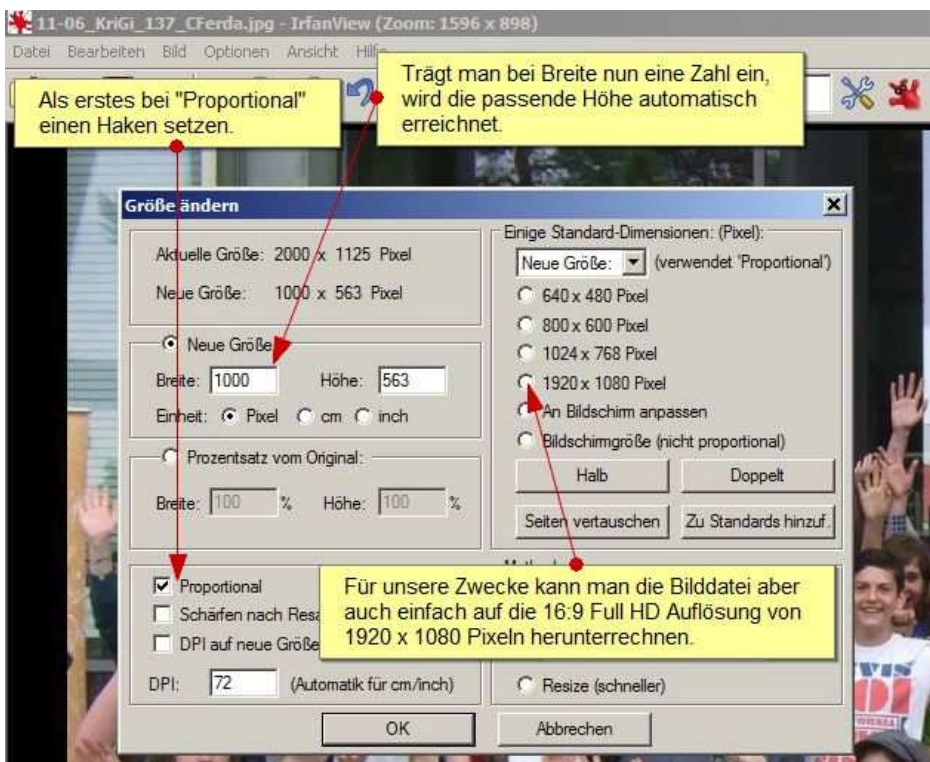 11-06_KriGi_137_CFerda.jpg - IrfanView (Zoom: 1596 x 898)
Datei Bearbeiten Bild Optionen Ansicht Hilfe
Als erstes bei "Proportional"
einen Haken setzen.
Trägt man bei Breite nun eine Zahl ein,
wird die passende Höhe automatisch
erreichnet.
Größe ändern
Aktuelle Größe: 2000 x 1125 Pixel
Neue Größe: 1000 x 563 Pixel
Neue Größe
Breite: 1000 Höhe: 563
Einheit: Pixel cm inch
Prozentsatz vom Original:
Breite: 100 % Höhe: 100 %
Proportional
Schärfen nach Resa
DPI auf neue Größe
DPI: 72 (Automatik für cm/inch)
Einige Standard-Dimensionen: (Pixel):
Neue Größe: (verwendet 'Proportional')
640 x 480 Pixel
800 x 600 Pixel
1024 x 768 Pixel
1920 x 1080 Pixel
An Bildschirm anpassen
Bildschirmgröße (nicht proportional)
Halb Doppelt
Seiten vertauschen Zu Standards hinzuf.
Für unsere Zwecke kann man die Bilddatei aber
auch einfach auf die 16:9 Full HD Auflösung von
1920 x 1080 Pixeln herunterrechnen.
Resize (schneller)
OK Abbrechen